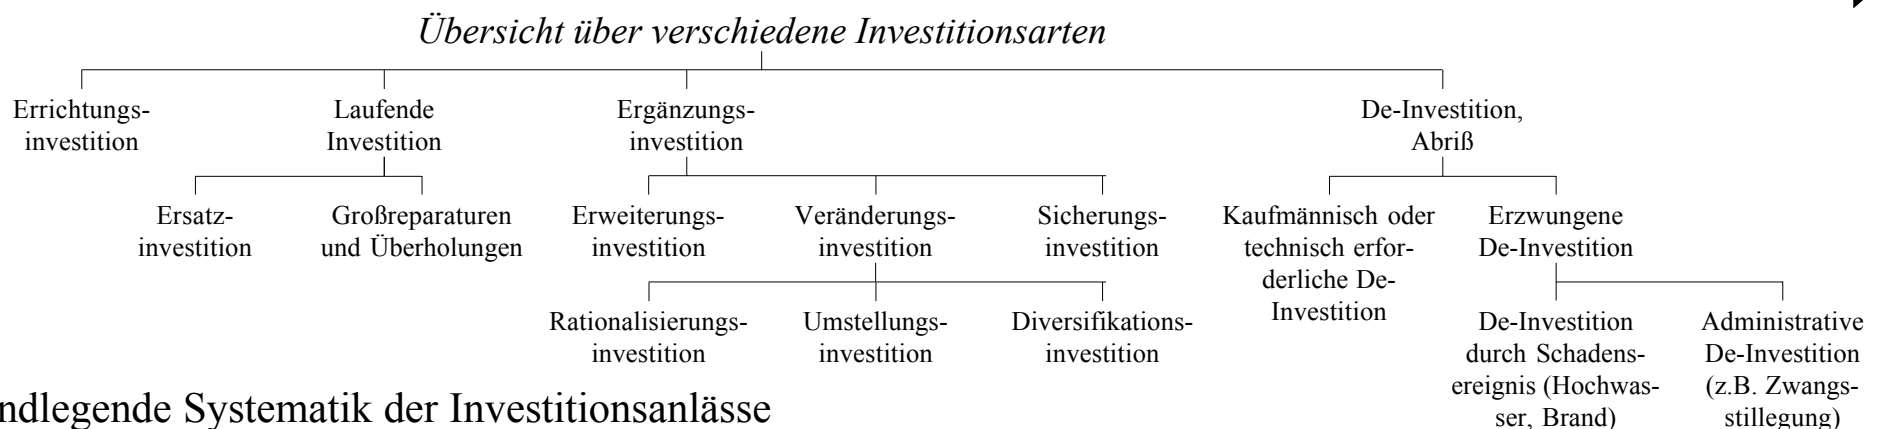 Übersicht über verschiedene Investitionsarten
Errichtungs-
investition
Laufende
Investition
Ergänzungs-
investition
De-Investition,
Abriß
Ersatz-
investition
Großreparaturen
und Überholungen
Erweiterungs-
investition
Veränderungs-
investition
Sicherungs-
investition
Kaufmännisch oder
technisch erfor-
derliche De-
Investition
Erzwungene
De-Investition
Rationalisierungs-
investition
Umstellungs-
investition
Diversifikations-
investition
De-Investition
durch Schadens-
ereignis (Hochwas-
ser, Brand)
Administrative
De-Investition
(z.B. Zwangs-
stillegung)
ndlegende Systematik der Investitionsanlässe